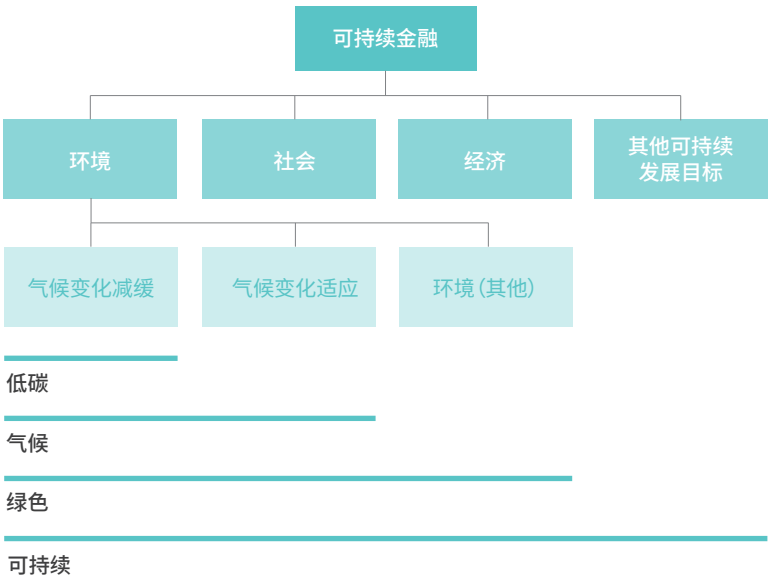 可持续金融
环境
社会
经济
其他可持续
发展目标
气候变化减缓
气候变化适应
环境(其他)
低碳
气候
绿色
可持续